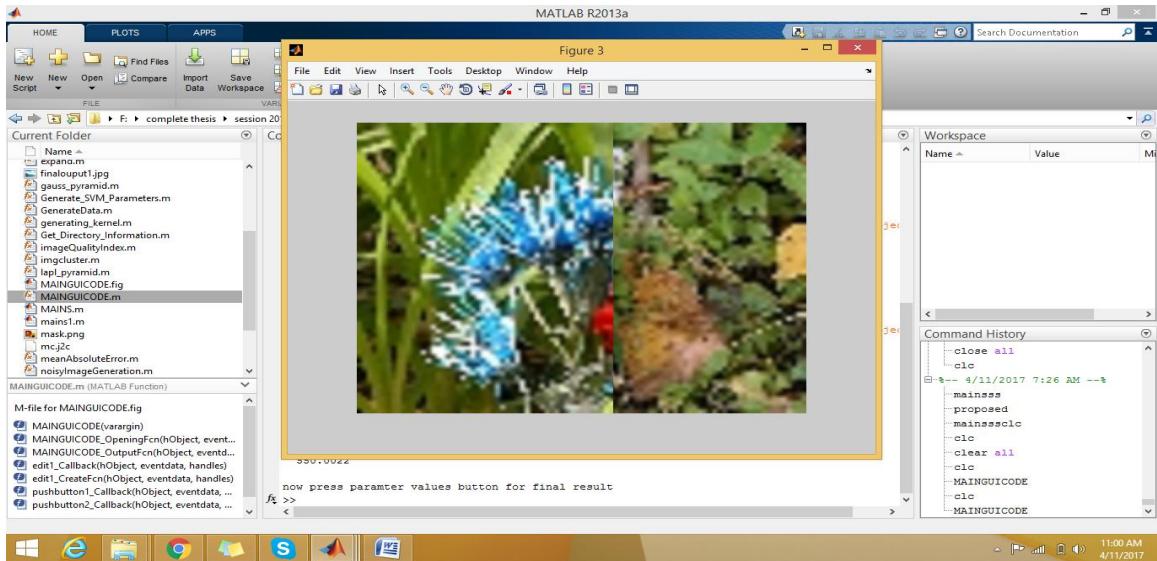 MATLAB R2013a
HOME PLOTS APPS
Search Documentation
New Script
New
Open
Find Files
Compare
Import Data
Save Workspace
FILE
F: complete thesis
Current Folder
Name
expand.m
finalouput1.jpg
gauss_pyramid.m
Generate_SVM_Parameters.m
GenerateData.m
generating_kernel.m
Get_Directory_Information.m
imageQualityIndex.m
imgcluster.m
lapl_pyramid.m
MAINGUICODE.fig
MAINGUICODE.m
MAINS.m
mains1.m
mask.png
mc.j2c
meanAbsoluteError.m
noisyImageGeneration.m
MAINGUICODE.m (MATLAB Function)
M-file for MAINGUICODE.fig
MAINGUICODE(varargin)
MAINGUICODE_OpeningFcn(hObject, event...
MAINGUICODE_OutputFcn(hObject, eventd...
edit1_Callback(hObject, eventdata, handles)
edit1_CreateFcn(hObject, eventdata, handles)
pushbutton1_Callback(hObject, eventdata, ...
pushbutton2_Callback(hObject, eventdata, ...
Figure 3
File Edit View Insert Tools Desktop Window Help
now press paramter values button for final result
fx >>
Workspace
Name Value Mi
Command History
close all
clc
%-- 4/11/2017 7:26 AM --%
mainsss
proposed
mainsssclc
clc
clear all
clc
MAINGUICODE
clc
MAINGUICODE
11:00 AM
4/11/2017